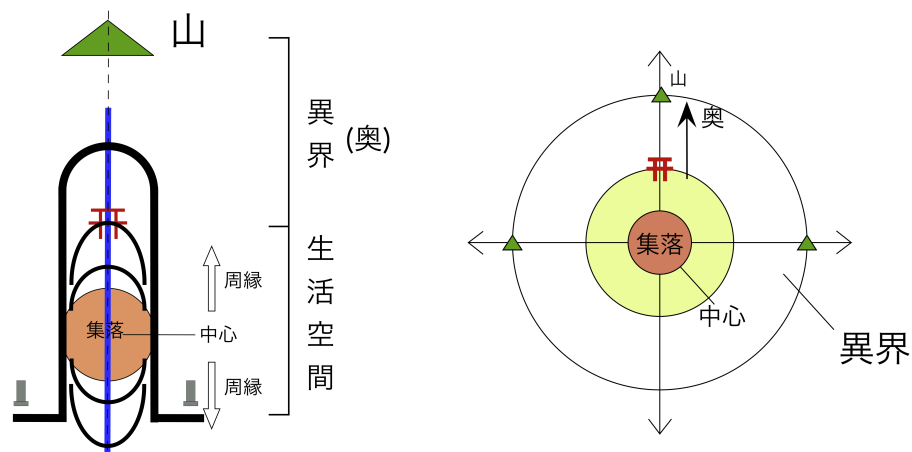 山
異界
(奥)
生活空間
周縁
集落
中心
周縁
山
奥
集落
中心
異界